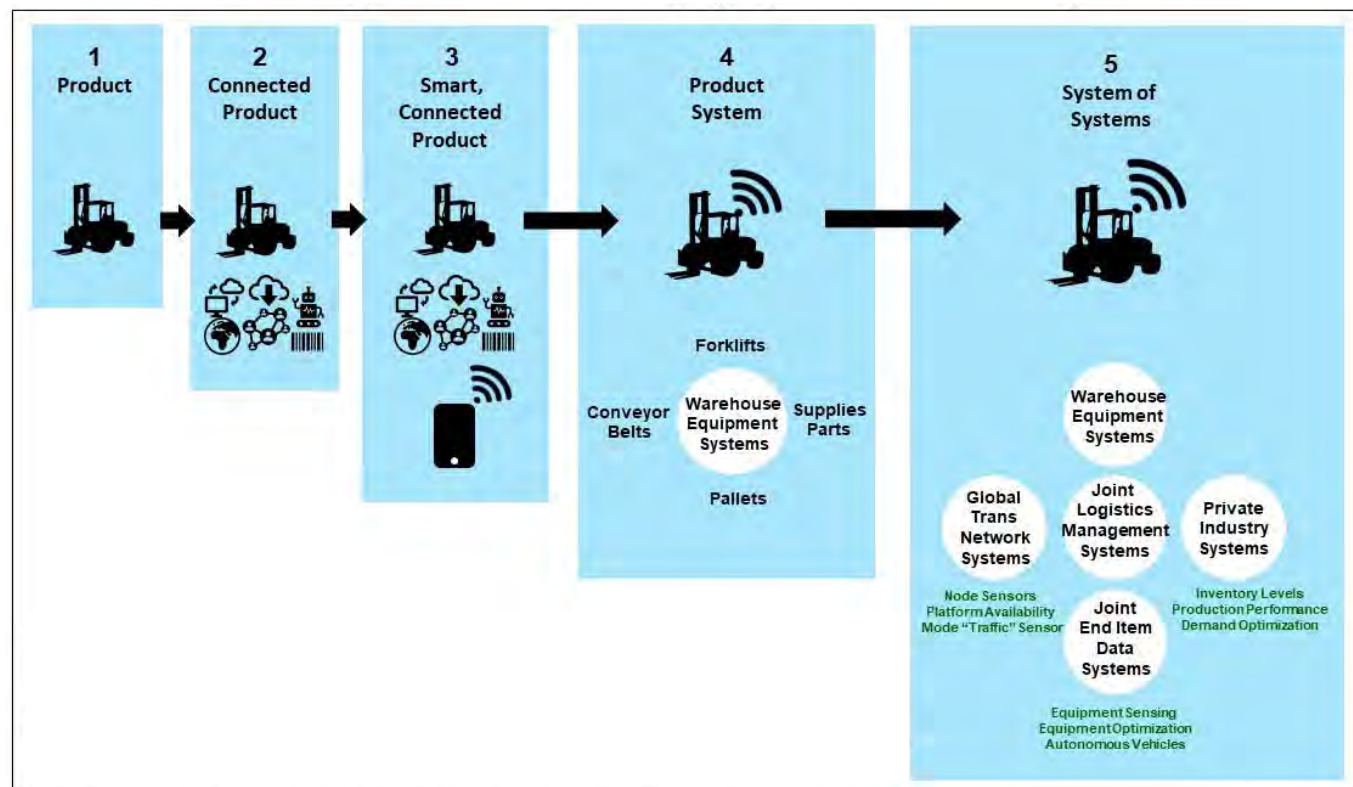 1
Product
2
Connected
Product
3
Smart,
Connected
Product
4
Product
System
Forklifts
Conveyor
Belts
Warehouse
Equipment
Systems
Supplies
Parts
Pallets
5
System of
Systems
Warehouse
Equipment
Systems
Global
Trans
Network
Systems
Joint
Logistics
Management
Systems
Private
Industry
Systems
Node Sensors
Platform Availability
Mode “Traffic” Sensor
Inventory Levels
Production Performance
Demand Optimization
Joint
End Item
Data
Systems
Equipment Sensing
Equipment Optimization
Autonomous Vehicles